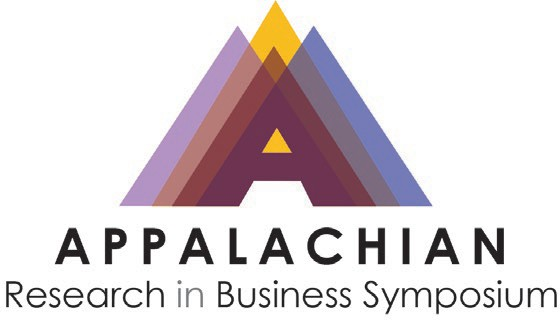 APPALACHIAN
Research in Business Symposium